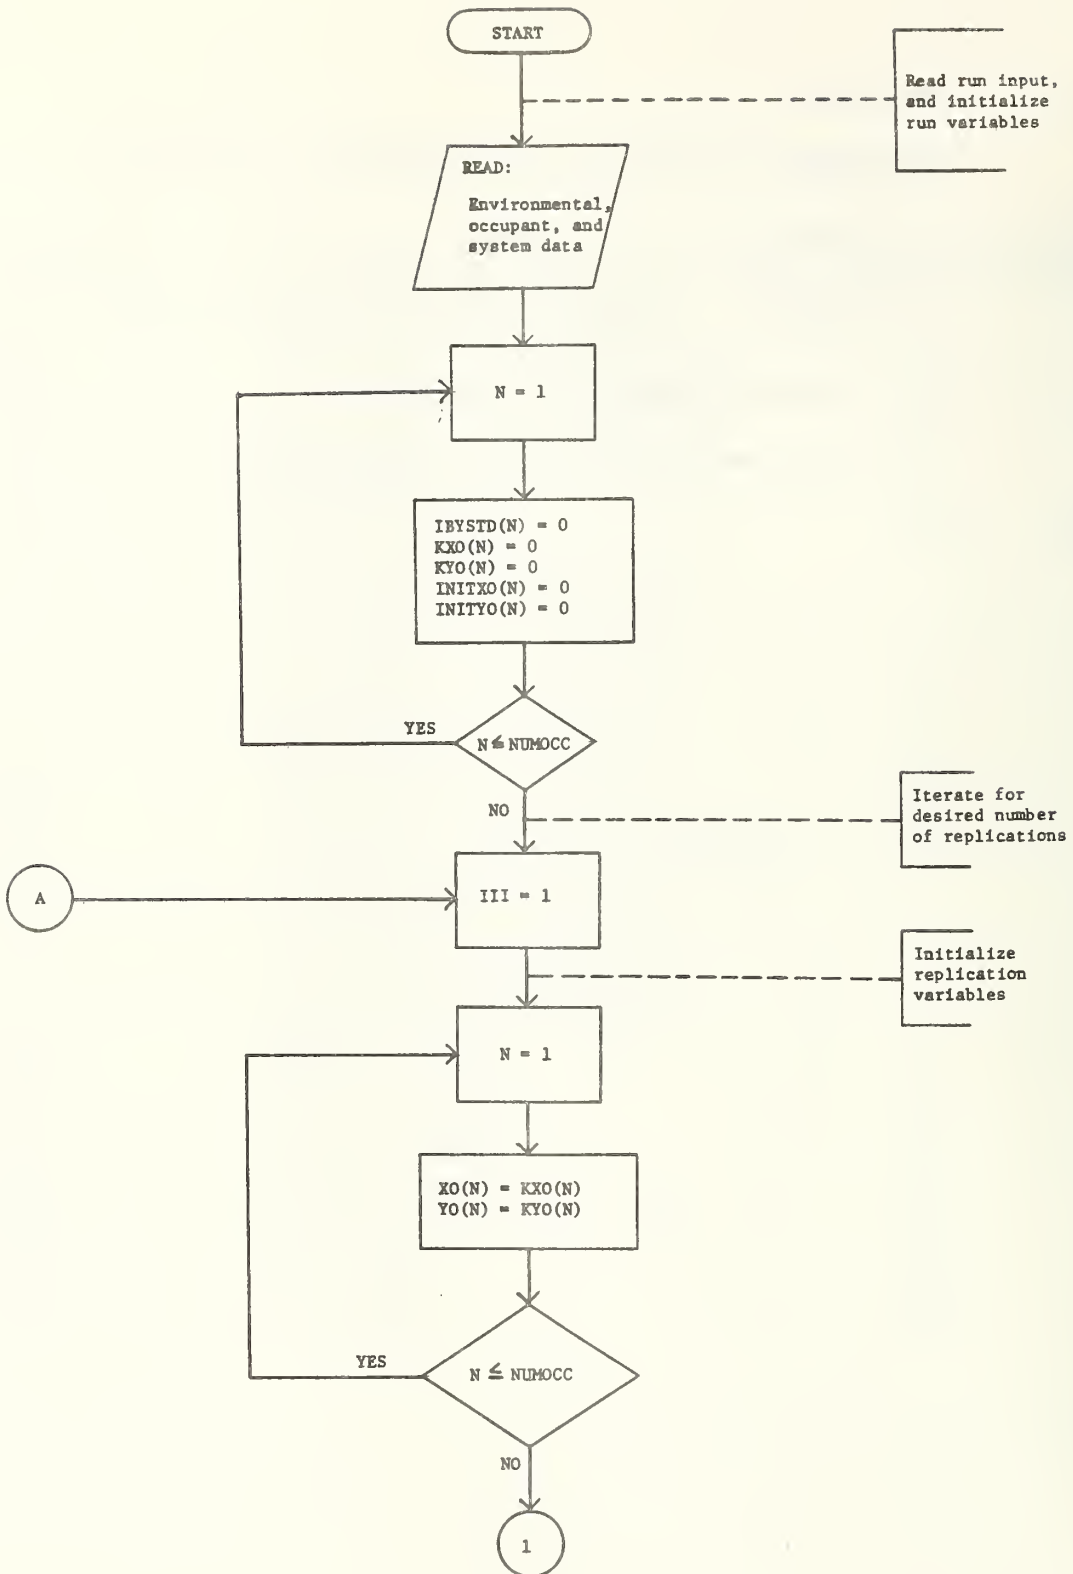 START
Read run input,
and initialize
run variables
READ:
Environmental,
occupant, and
system data
N = 1
IBYSTD(N) = 0
KXO(N) = 0
KYO(N) = 0
INITXO(N) = 0
INITYO(N) = 0
YES
N ≤ NUMOCC
NO
Iterate for
desired number
of replications
A
III = 1
Initialize
replication
variables
N = 1
XO(N) = KXO(N)
YO(N) = KYO(N)
YES
N ≤ NUMOCC
NO
1